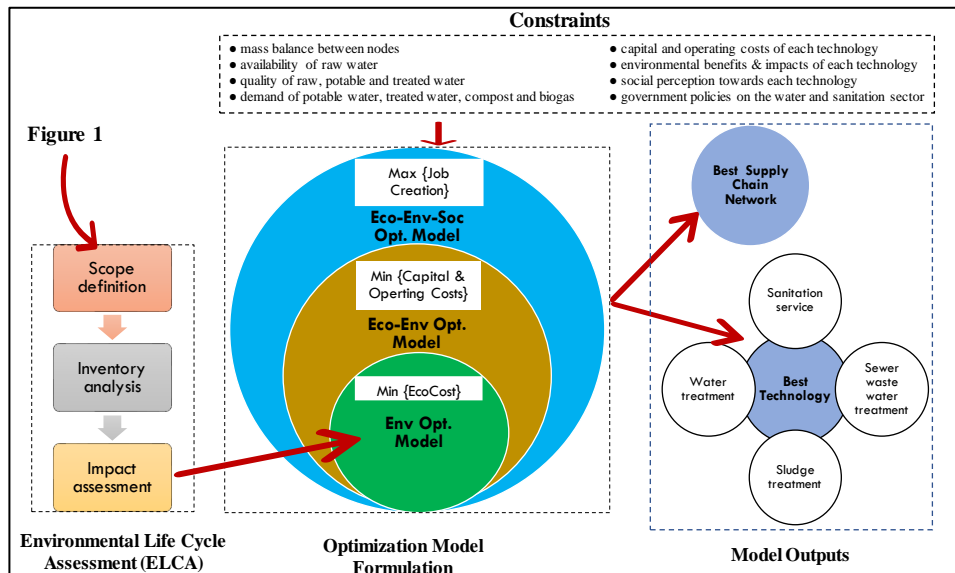 Constraints
● mass balance between nodes
● availability of raw water
● quality of raw, potable and treated water
● demand of potable water, treated water, compost and biogas
● capital and operating costs of each technology
● environmental benefits & impacts of each technology
● social perception towards each technology
● government policies on the water and sanitation sector
Figure 1
Scope
definition
Inventory
analysis
Impact
assessment
Environmental Life Cycle
Assessment (ELCA)
Max {Job
Creation}
Eco-Env-Soc
Opt. Model
Min {Capital &
Operting Costs}
Eco-Env Opt.
Model
Min {EcoCost}
Env Opt.
Model
Optimization Model
Formulation
Best Supply
Chain
Network
Sanitation
service
Water
treatment
Best
Technology
Sewer
waste
water
treatment
Sludge
treatment
Model Outputs